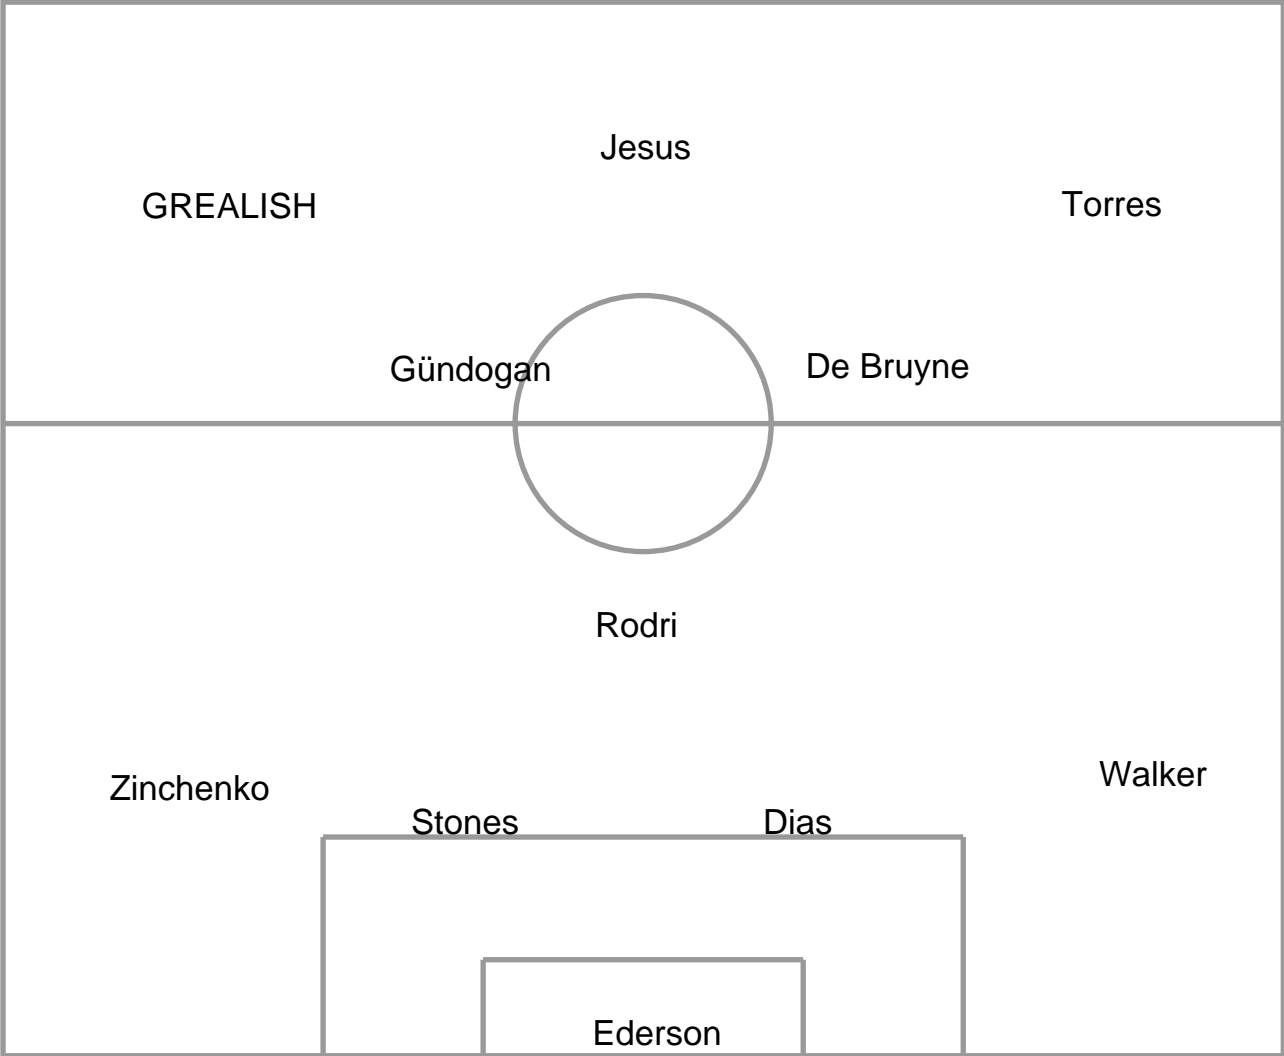 Jesus
GREALISH
Torres
Gündogan
De Bruyne
Rodri
Zinchenko
Walker
Stones
Dias
Ederson